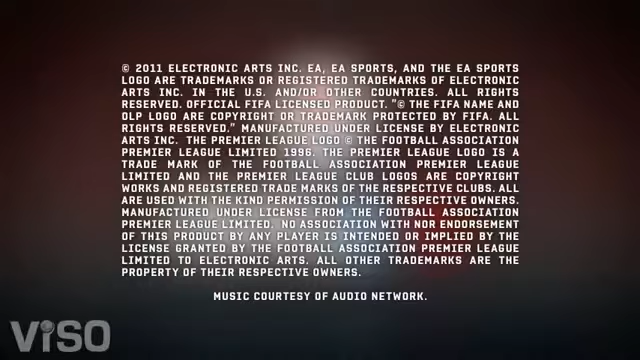 © 2011 ELECTRONIC ARTS INC. EA, EA SPORTS, AND THE EA SPORTS
LOGO ARE TRADEMARKS OR REGISTERED TRADEMARKS OF ELECTRONIC
ARTS INC. IN THE U.S. AND/OR OTHER COUNTRIES. ALL RIGHTS
RESERVED. OFFICIAL FIFA LICENSED PRODUCT. "© THE FIFA NAME AND
OLP LOGO ARE COPYRIGHT OR TRADEMARK PROTECTED BY FIFA. ALL
RIGHTS RESERVED." MANUFACTURED UNDER LICENSE BY ELECTRONIC
ARTS INC. THE PREMIER LEAGUE LOGO © THE FOOTBALL ASSOCIATION
PREMIER LEAGUE LIMITED 1996. THE PREMIER LEAGUE LOGO IS A
TRADE MARK OF THE FOOTBALL ASSOCIATION PREMIER LEAGUE
LIMITED AND THE PREMIER LEAGUE CLUB LOGOS ARE COPYRIGHT
WORKS AND REGISTERED TRADE MARKS OF THE RESPECTIVE CLUBS. ALL
ARE USED WITH THE KIND PERMISSION OF THEIR RESPECTIVE OWNERS.
MANUFACTURED UNDER LICENSE FROM THE FOOTBALL ASSOCIATION
PREMIER LEAGUE LIMITED. NO ASSOCIATION WITH NOR ENDORSEMENT
OF THIS PRODUCT BY ANY PLAYER IS INTENDED OR IMPLIED BY THE
LICENSE GRANTED BY THE FOOTBALL ASSOCIATION PREMIER LEAGUE
LIMITED TO ELECTRONIC ARTS. ALL OTHER TRADEMARKS ARE THE
PROPERTY OF THEIR RESPECTIVE OWNERS.
MUSIC COURTESY OF AUDIO NETWORK.
ViSO